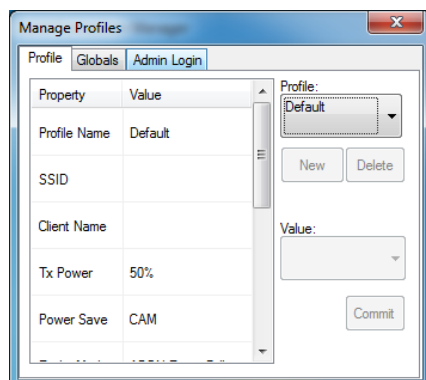 Manage Profiles
Profile Globals Admin Login
Property Value
Profile Name Default
SSID
Client Name
Tx Power 50%
Power Save CAM
Profile:
Default
New Delete
Value:
Commit